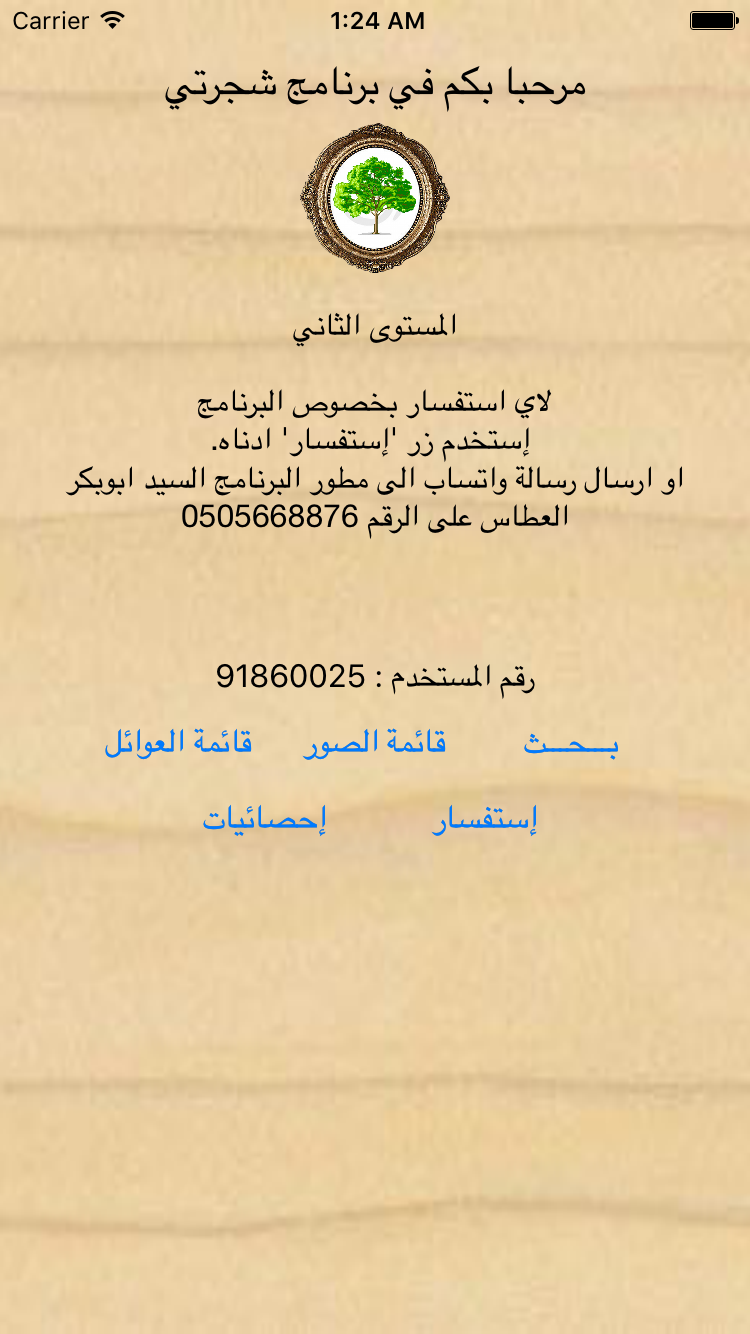 Carrier 1:24 AM
مرحبا بكم في برنامج شجرتي
المستوى الثاني
لاي استفسار بخصوص البرنامج
إستخدم زر 'إستفسار' ادناه.
او ارسال رسالة واتساب الى مطور البرنامج السيد ابوبكر
العطاس على الرقم 0505668876
رقم المستخدم : 91860025
بـــحـــث قائمة الصور قائمة العوائل
إستفسار إحصائيات